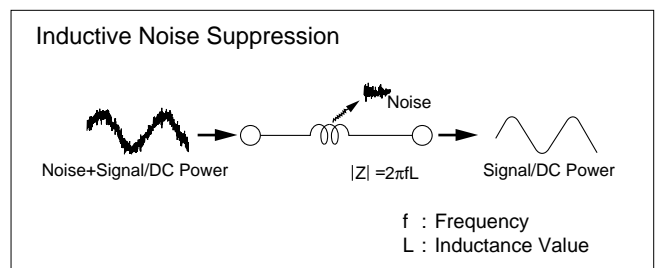 Inductive Noise Suppression
Noise
Noise+Signal/DC Power
|Z| =2πfL
Signal/DC Power
f : Frequency
L : Inductance Value